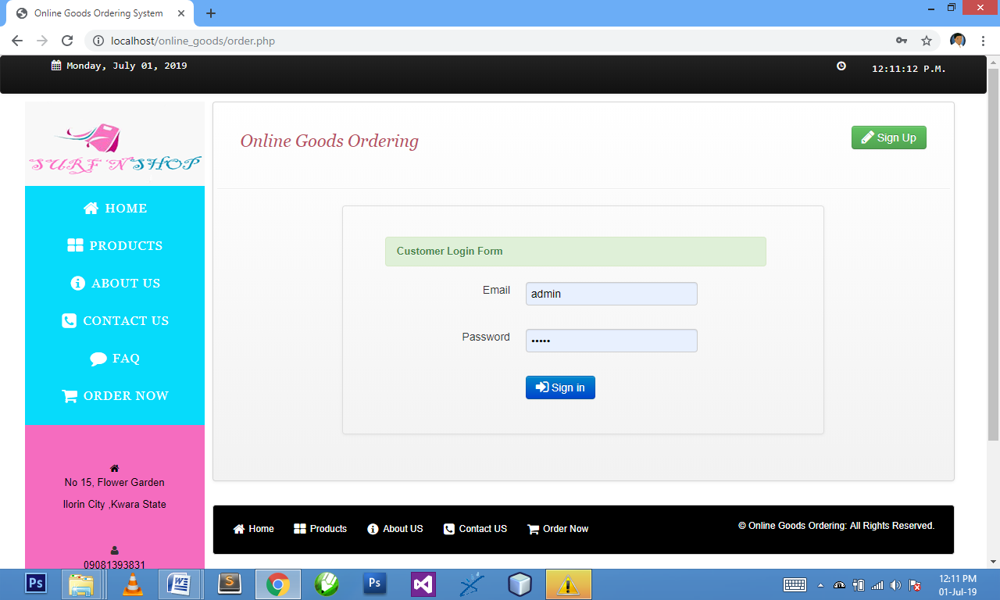 Online Goods Ordering System
localhost/online_goods/order.php
Monday, July 01, 2019
12:11:12 P.M.
SURF 'N' SHOP
HOME
PRODUCTS
ABOUT US
CONTACT US
FAQ
ORDER NOW
No 15, Flower Garden
Ilorin City ,Kwara State
09081393831
Online Goods Ordering
Sign Up
Customer Login Form
Email
admin
Password
•••••
Sign in
Home
Products
About US
Contact US
Order Now
© Online Goods Ordering: All Rights Reserved.
Ps
W
S
Ps
12:11 PM
01-Jul-19